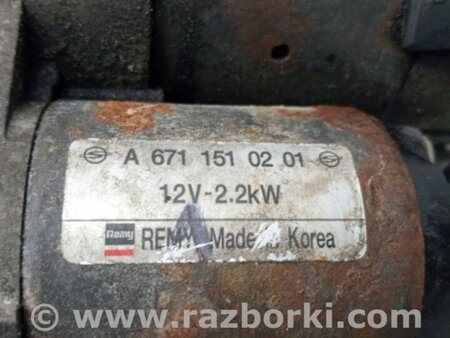 A 671 151 02 01
12V-2.2kW
Remy REMY Made in Korea
www.razborki.com